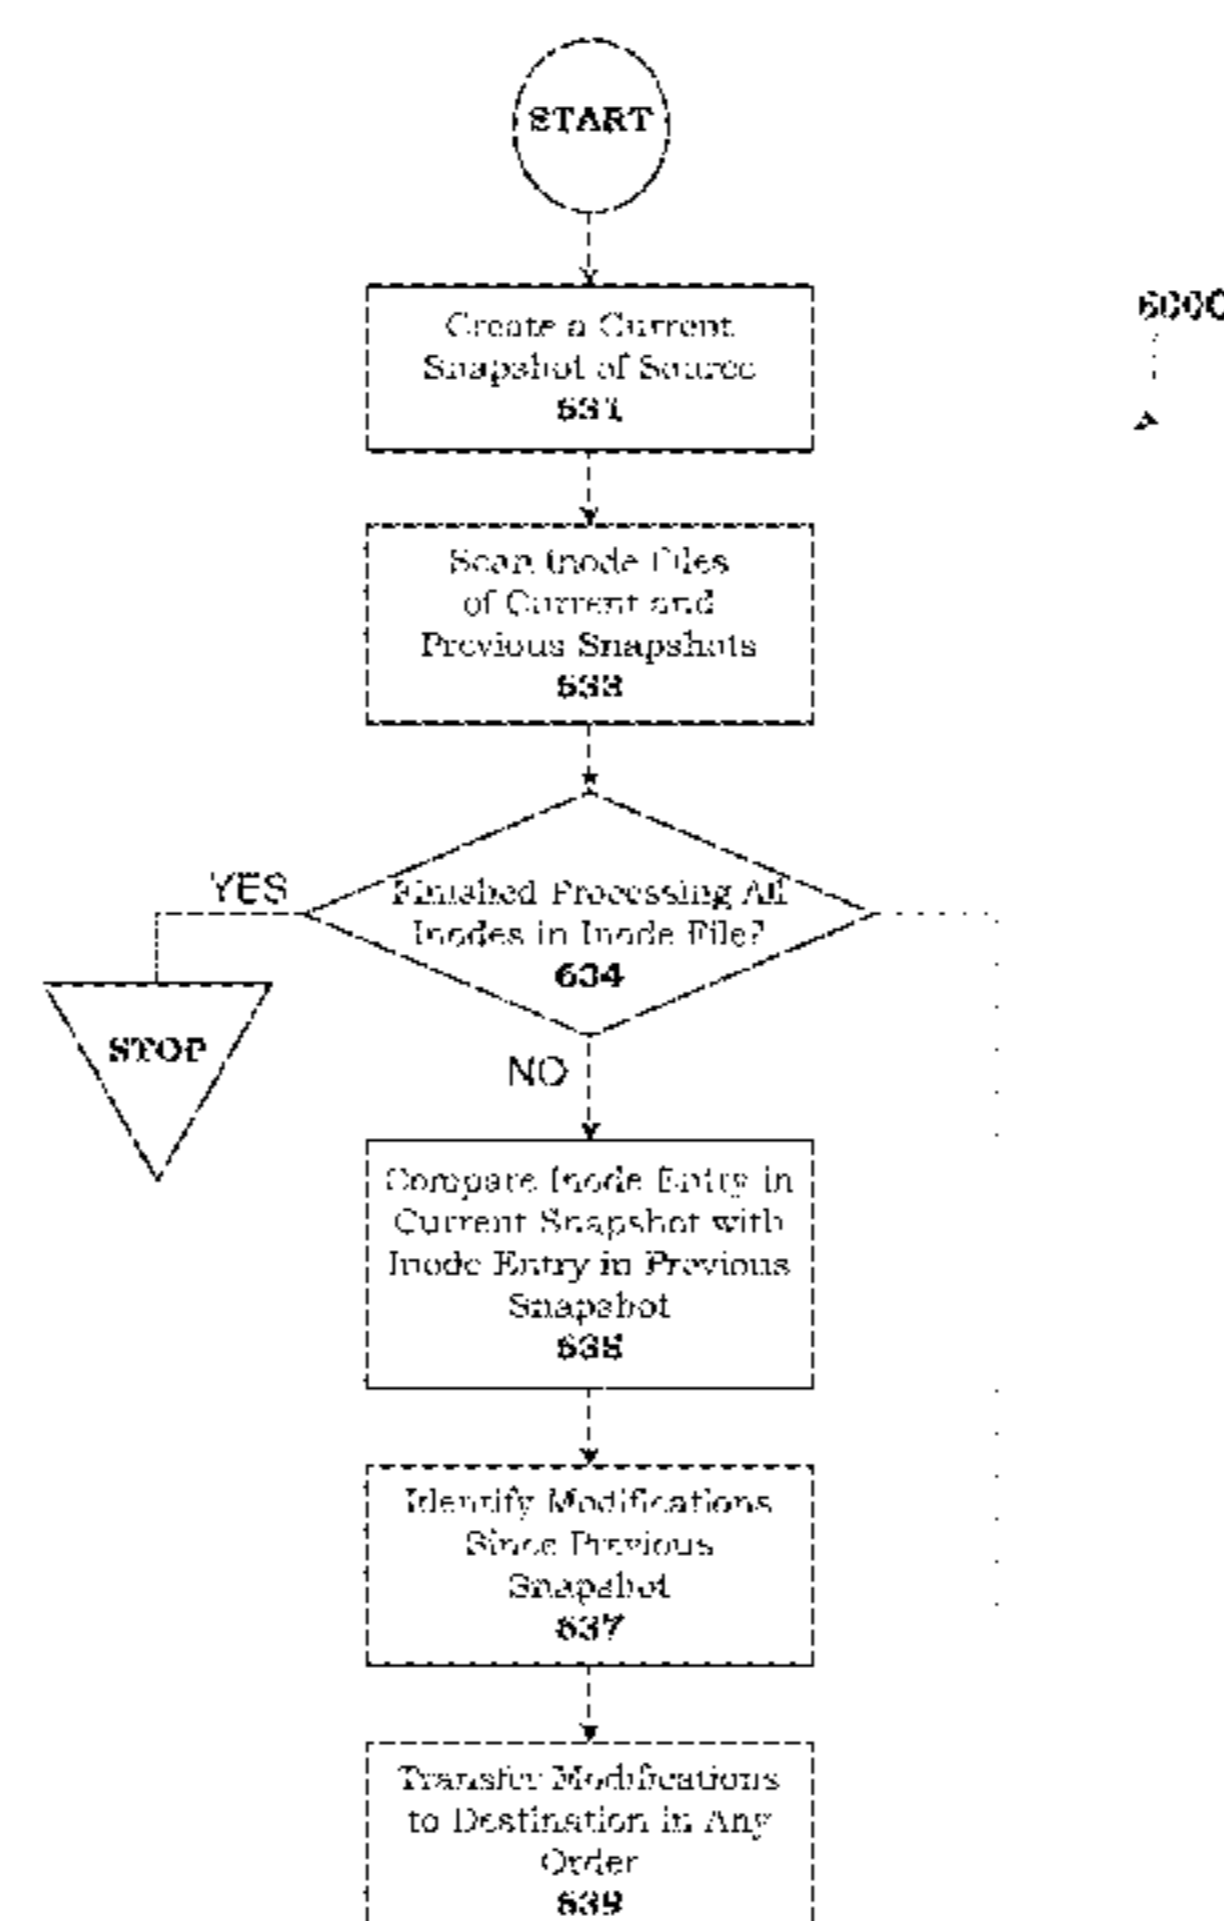 START
6000
Create a Current
Snapshot of Source
631
Scan Inode Files
of Current and
Previous Snapshots
633
YES
Finished Processing All
Inodes in Inode File?
634
STOP
NO
Compare Inode Entry in
Current Snapshot with
Inode Entry in Previous
Snapshot
635
Identify Modifications
Since Previous
Snapshot
637
Transfer Modifications
to Destination in Any
Order
639